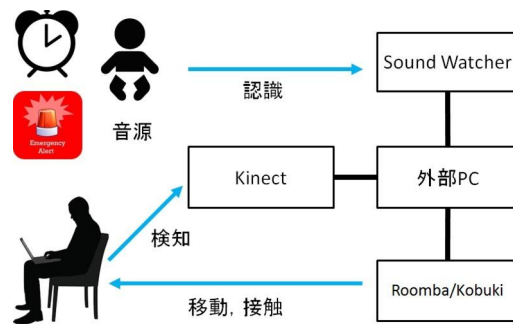 Sound Watcher
認識
Emergency
Alert
音源
Kinect
外部PC
検知
Roomba/Kobuki
移動，接触